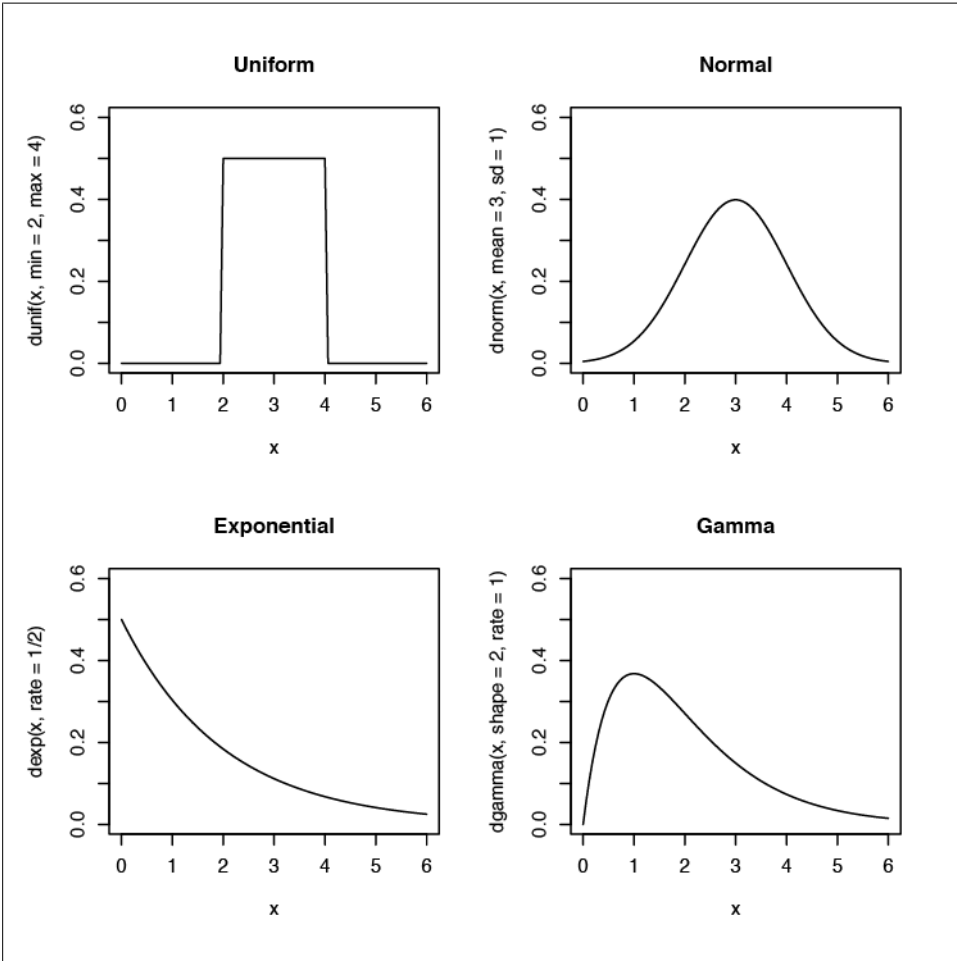 Uniform
dunif(x, min = 2, max = 4)
0.0 0.2 0.4 0.6
0 1 2 3 4 5 6
x
Normal
dnorm(x, mean = 3, sd = 1)
0.0 0.2 0.4 0.6
0 1 2 3 4 5 6
x
Exponential
dexp(x, rate = 1/2)
0.0 0.2 0.4 0.6
0 1 2 3 4 5 6
x
Gamma
dgamma(x, shape = 2, rate = 1)
0.0 0.2 0.4 0.6
0 1 2 3 4 5 6
x